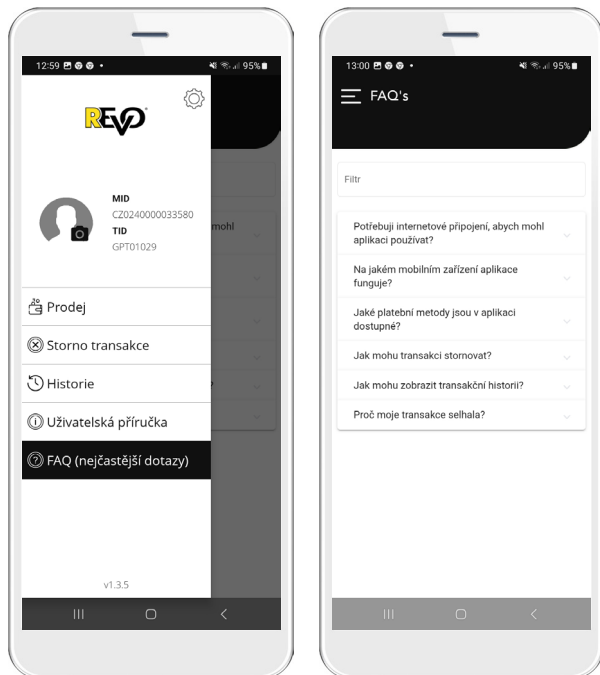 12:59
95%
REVO
MID
CZ0240000033580
TID
GPT01029
mohl
Prodej
Storno transakce
Historie
?
Uživatelská příručka
FAQ (nejčastější dotazy)
v1.3.5
13:00
95%
FAQ's
Filtr
Potřebuji internetové připojení, abych mohl
aplikaci používat?
Na jakém mobilním zařízení aplikace
funguje?
Jaké platební metody jsou v aplikaci
dostupné?
Jak mohu transakci stornovat?
Jak mohu zobrazit transakční historii?
Proč moje transakce selhala?